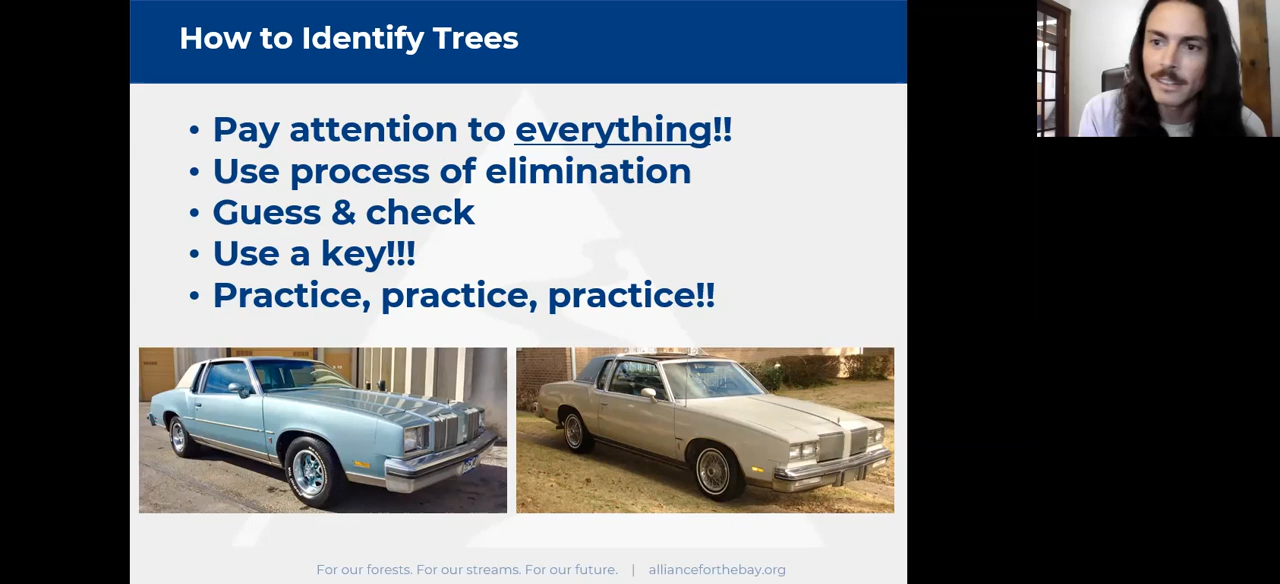 How to Identify Trees
• Pay attention to everything!!
• Use process of elimination
• Guess & check
• Use a key!!!
• Practice, practice, practice!!
For our forests. For our streams. For our future. | allianceforthebay.org